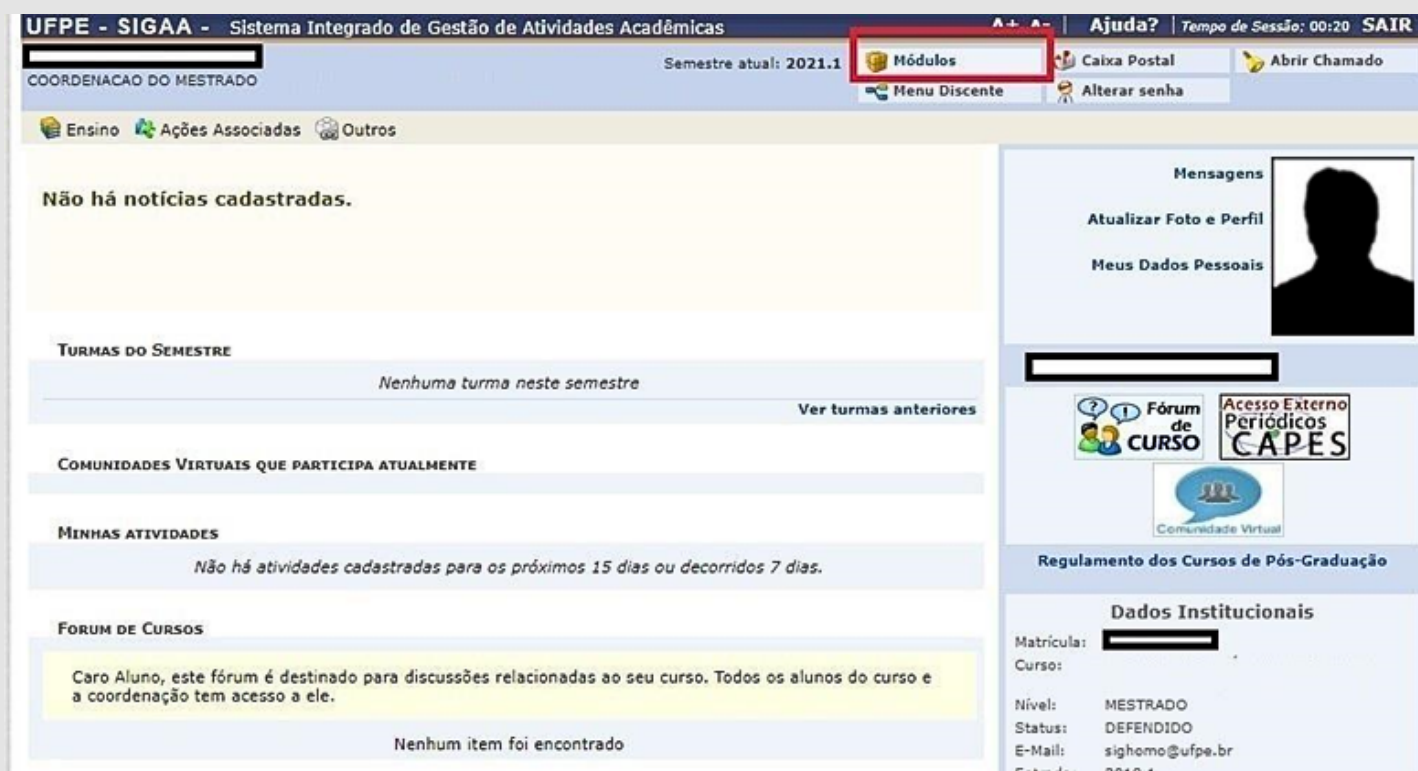 UFPE - SIGAA - Sistema Integrado de Gestão de Atividades Acadêmicas A+ A- | Ajuda? | Tempo de Sessão: 00:20 SAIR
Semestre atual: 2021.1 Módulos Caixa Postal Abrir Chamado
COORDENACAO DO MESTRADO
Menu Discente Alterar senha
Ensino Ações Associadas Outros
Não há notícias cadastradas.
TURMAS DO SEMESTRE
Nenhuma turma neste semestre
Ver turmas anteriores
COMUNIDADES VIRTUAIS QUE PARTICIPA ATUALMENTE
MINHAS ATIVIDADES
Não há atividades cadastradas para os próximos 15 dias ou decorridos 7 dias.
FORUM DE CURSOS
Caro Aluno, este fórum é destinado para discussões relacionadas ao seu curso. Todos os alunos do curso e
a coordenação tem acesso a ele.
Nenhum item foi encontrado
Mensagens
Atualizar Foto e Perfil
Meus Dados Pessoais
Fórum
de
CURSO
Acesso Externo
Periódicos
CAPES
Comunidade Virtual
Regulamento dos Cursos de Pós-Graduação
Dados Institucionais
Matrícula:
Curso:
Nível: MESTRADO
Status: DEFENDIDO
E-Mail: sighomo@ufpe.br